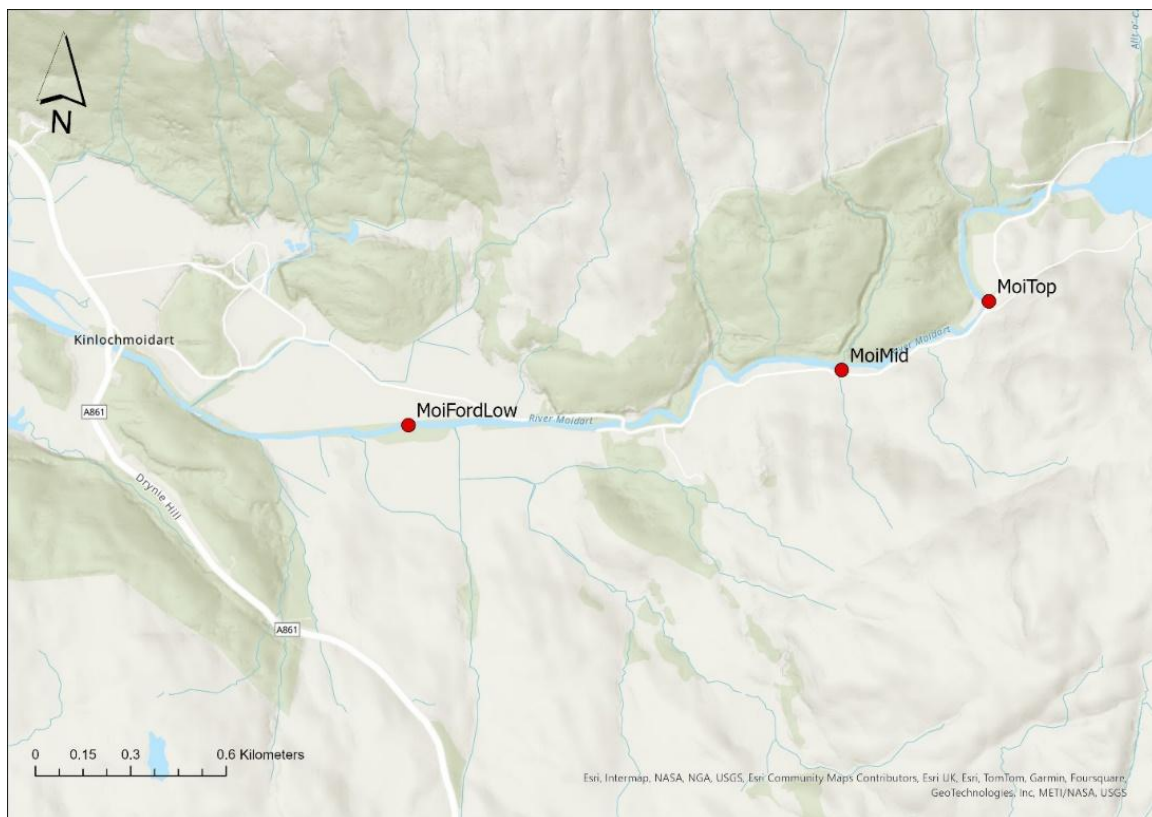 Allt a' C
N
MoiTop
River Moidart
Kinlochmoidart
MoiMid
A861
MoiFordLow
River Moidart
Drynie Hill
A861
0 0.15 0.3 0.6 Kilometers
Esri, Intermap, NASA, NGA, USGS, Esri Community Maps Contributors, Esri UK, Esri, TomTom, Garmin, Foursquare,
GeoTechnologies, Inc, METI/NASA, USGS